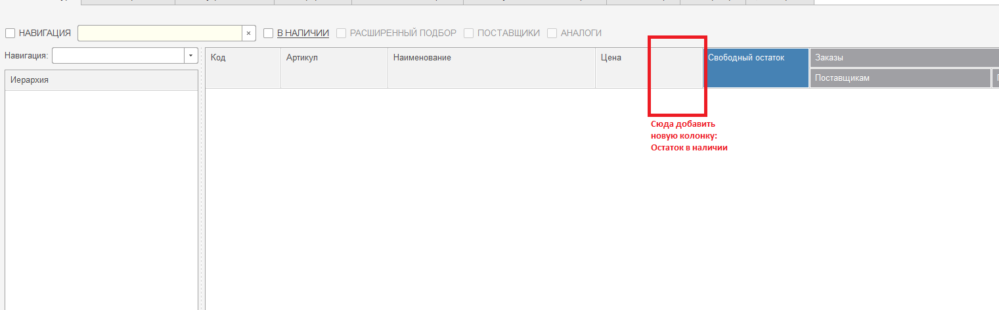 НАВИГАЦИЯ
×
В НАЛИЧИИ
РАСШИРЕННЫЙ ПОДБОР
ПОСТАВЩИКИ
АНАЛОГИ
Навигация:
Иерархия
Код
Артикул
Наименование
Цена
Свободный остаток
Заказы
Поставщикам
Сюда добавить
новую колонку:
Остаток в наличии